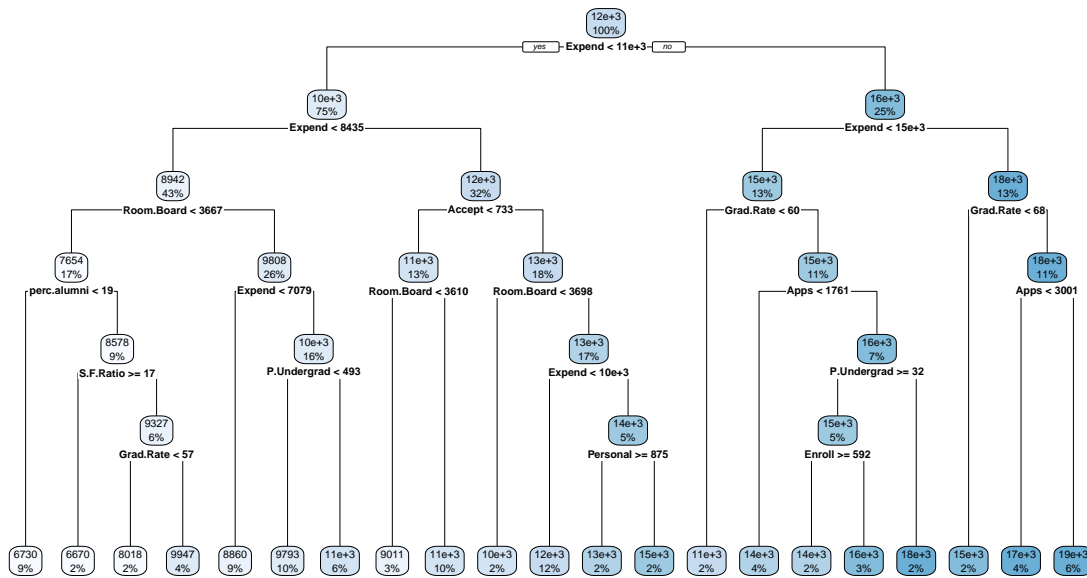 12e+3
100%
yes
Expend < 11e+3
no
10e+3
75%
Expend < 8435
16e+3
25%
Expend < 15e+3
8942
43%
Room.Board < 3667
12e+3
32%
Accept < 733
15e+3
13%
Grad.Rate < 60
18e+3
13%
Grad.Rate < 68
7654
17%
perc.alumni < 19
9808
26%
Expend < 7079
11e+3
13%
Room.Board < 3610
13e+3
18%
Room.Board < 3698
15e+3
11%
Apps < 1761
18e+3
11%
Apps < 3001
8578
9%
S.F.Ratio >= 17
10e+3
16%
P.Undergrad < 493
13e+3
17%
Expend < 10e+3
16e+3
7%
P.Undergrad >= 32
9327
6%
Grad.Rate < 57
14e+3
5%
Personal >= 875
15e+3
5%
Enroll >= 592
6730
9%
6670
2%
8018
2%
9947
4%
8860
9%
9793
10%
11e+3
6%
9011
3%
11e+3
10%
10e+3
2%
12e+3
12%
13e+3
2%
15e+3
2%
11e+3
2%
14e+3
4%
14e+3
2%
16e+3
3%
18e+3
2%
15e+3
2%
17e+3
4%
19e+3
6%